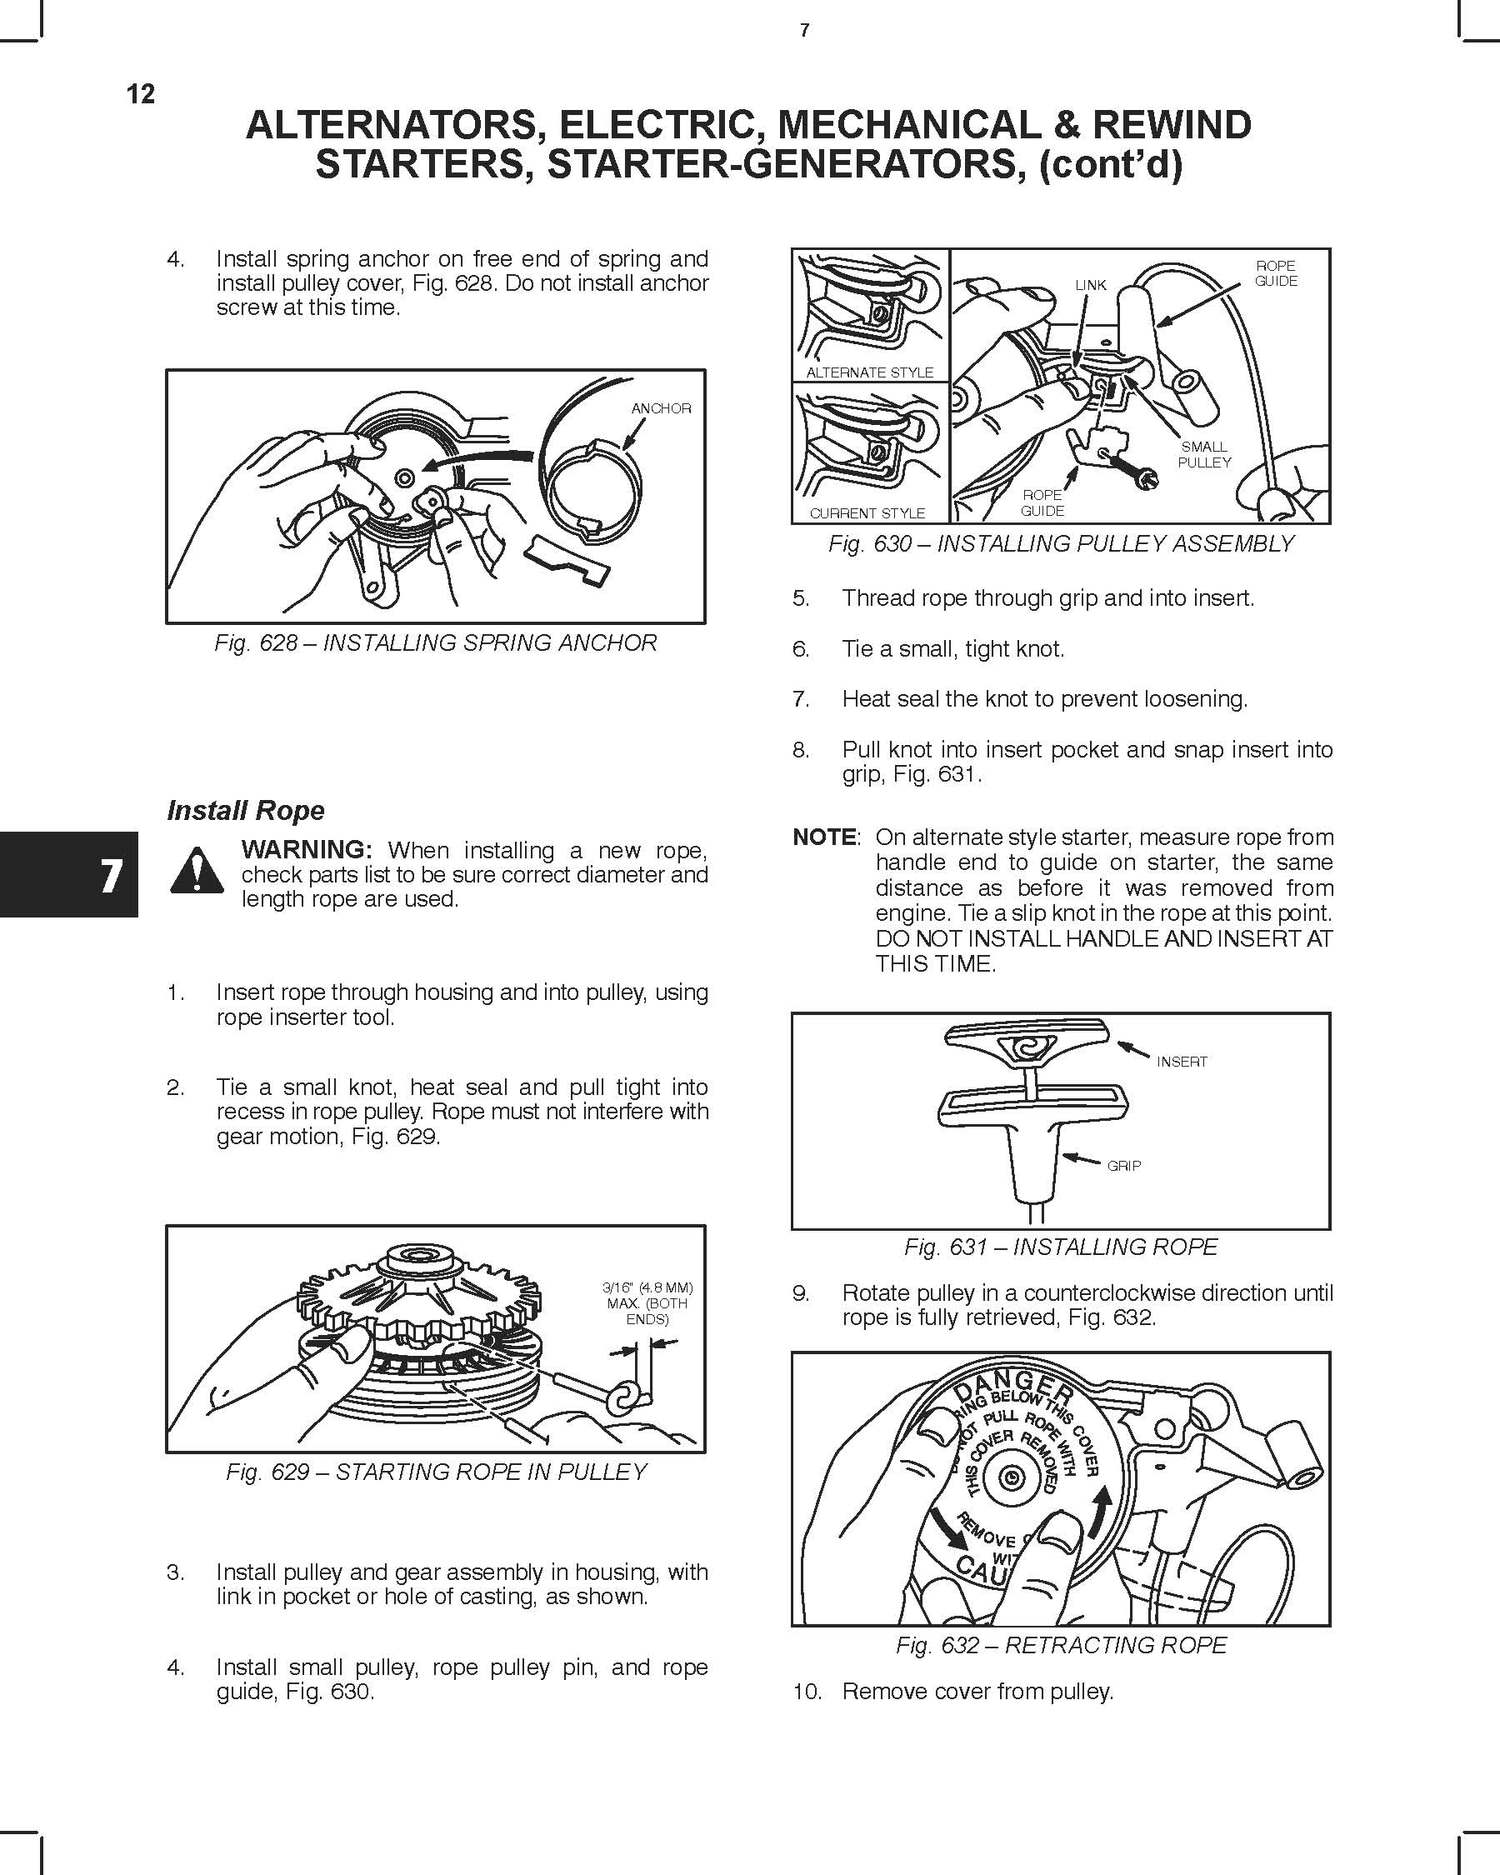 7
12
ALTERNATORS, ELECTRIC, MECHANICAL & REWIND
STARTERS, STARTER-GENERATORS, (cont’d)
4. Install spring anchor on free end of spring and
install pulley cover, Fig. 628. Do not install anchor
screw at this time.
ANCHOR
Fig. 628 – INSTALLING SPRING ANCHOR
Install Rope
WARNING: When installing a new rope,
check parts list to be sure correct diameter and
length rope are used.
7
1. Insert rope through housing and into pulley, using
rope inserter tool.
2. Tie a small knot, heat seal and pull tight into
recess in rope pulley. Rope must not interfere with
gear motion, Fig. 629.
3/16" (4.8 MM)
MAX. (BOTH
ENDS)
Fig. 629 – STARTING ROPE IN PULLEY
3. Install pulley and gear assembly in housing, with
link in pocket or hole of casting, as shown.
4. Install small pulley, rope pulley pin, and rope
guide, Fig. 630.
ALTERNATE STYLE
CURRENT STYLE
LINK
ROPE
GUIDE
SMALL
PULLEY
ROPE
GUIDE
Fig. 630 – INSTALLING PULLEY ASSEMBLY
5. Thread rope through grip and into insert.
6. Tie a small, tight knot.
7. Heat seal the knot to prevent loosening.
8. Pull knot into insert pocket and snap insert into
grip, Fig. 631.
NOTE: On alternate style starter, measure rope from
handle end to guide on starter, the same
distance as before it was removed from
engine. Tie a slip knot in the rope at this point.
DO NOT INSTALL HANDLE AND INSERT AT
THIS TIME.
INSERT
GRIP
Fig. 631 – INSTALLING ROPE
9. Rotate pulley in a counterclockwise direction until
rope is fully retrieved, Fig. 632.
DANGER
BELOW THIS COVER
PULL ROPE WITH
THIS COVER REMOVED
REMOVE
CAU
Fig. 632 – RETRACTING ROPE
10. Remove cover from pulley.